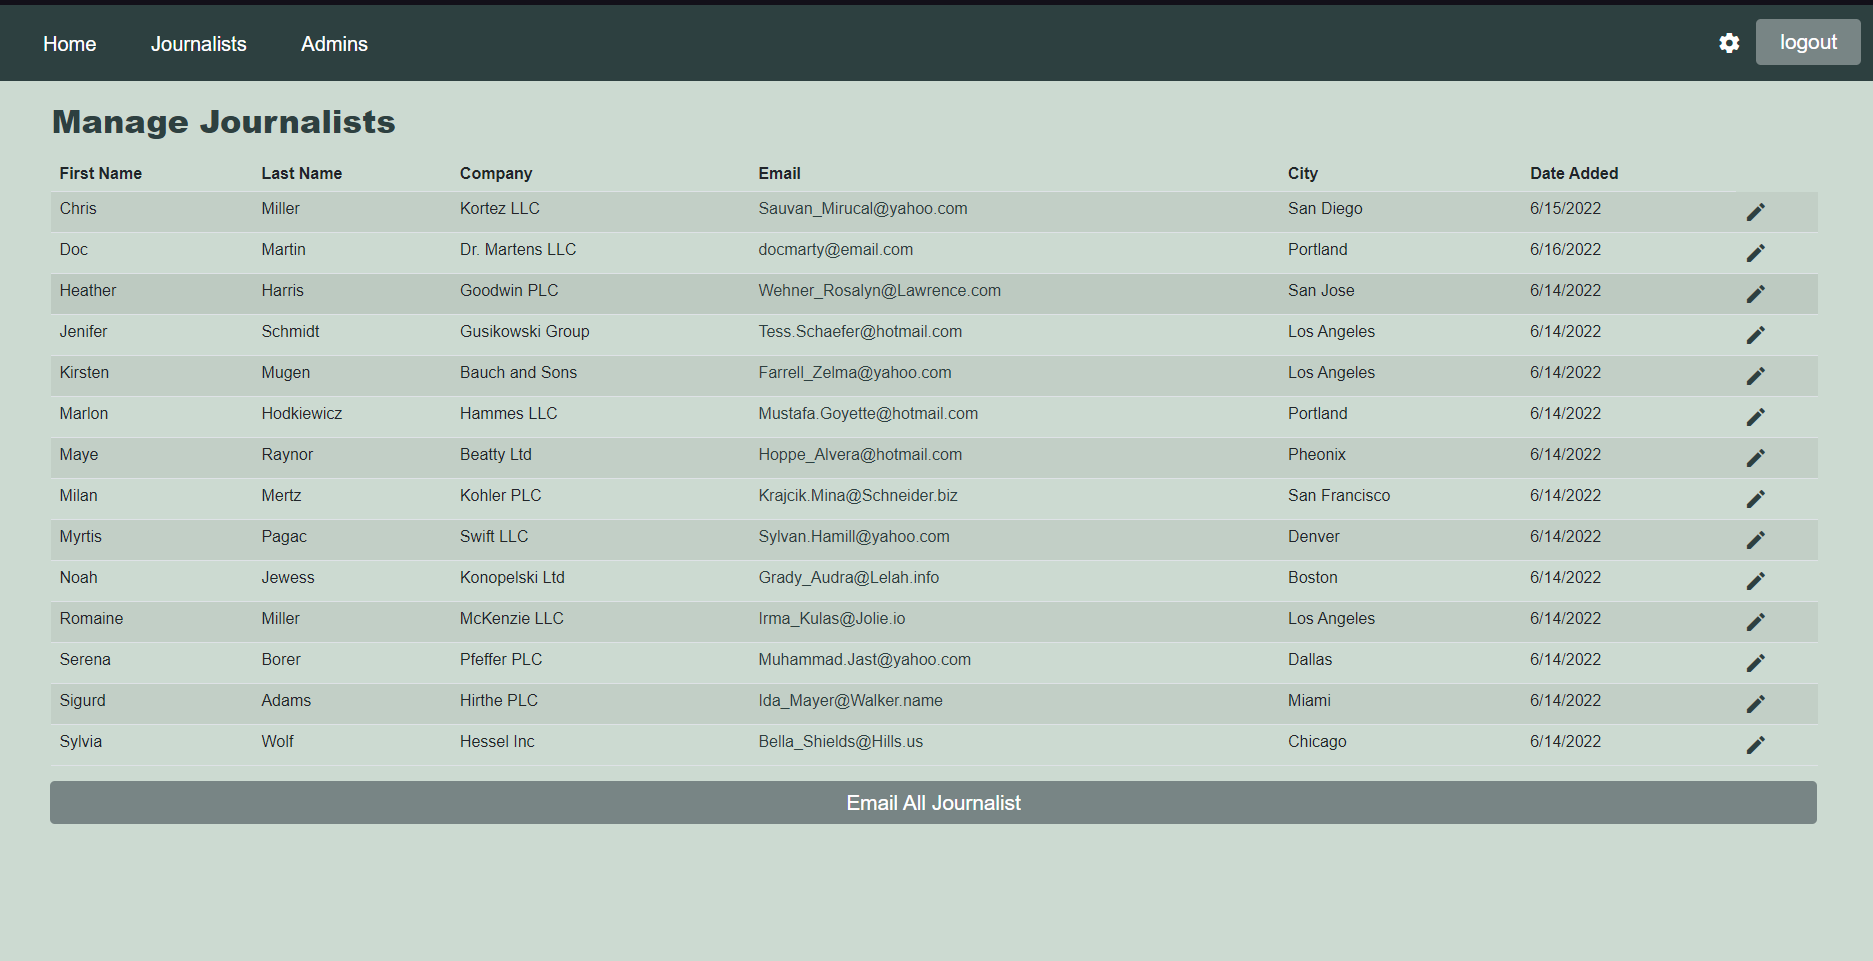 Home Journalists Admins logout
Manage Journalists
First Name Last Name Company Email City Date Added
Chris Miller Kortez LLC Sauvan_Mirucal@yahoo.com San Diego 6/15/2022
Doc Martin Dr. Martens LLC docmarty@email.com Portland 6/16/2022
Heather Harris Goodwin PLC Wehner_Rosalyn@Lawrence.com San Jose 6/14/2022
Jenifer Schmidt Gusikowski Group Tess.Schaefer@hotmail.com Los Angeles 6/14/2022
Kirsten Mugen Bauch and Sons Farrell_Zelma@yahoo.com Los Angeles 6/14/2022
Marlon Hodkiewicz Hammes LLC Mustafa.Goyette@hotmail.com Portland 6/14/2022
Maye Raynor Beatty Ltd Hoppe_Alvera@hotmail.com Pheonix 6/14/2022
Milan Mertz Kohler PLC Krajcik.Mina@Schneider.biz San Francisco 6/14/2022
Myrtis Pagac Swift LLC Sylvan.Hamill@yahoo.com Denver 6/14/2022
Noah Jewess Konopelski Ltd Grady_Audra@Lelah.info Boston 6/14/2022
Romaine Miller McKenzie LLC Irma_Kulas@Jolie.io Los Angeles 6/14/2022
Serena Borer Pfeffer PLC Muhammad.Jast@yahoo.com Dallas 6/14/2022
Sigurd Adams Hirthe PLC Ida_Mayer@Walker.name Miami 6/14/2022
Sylvia Wolf Hessel Inc Bella_Shields@Hills.us Chicago 6/14/2022
Email All Journalist